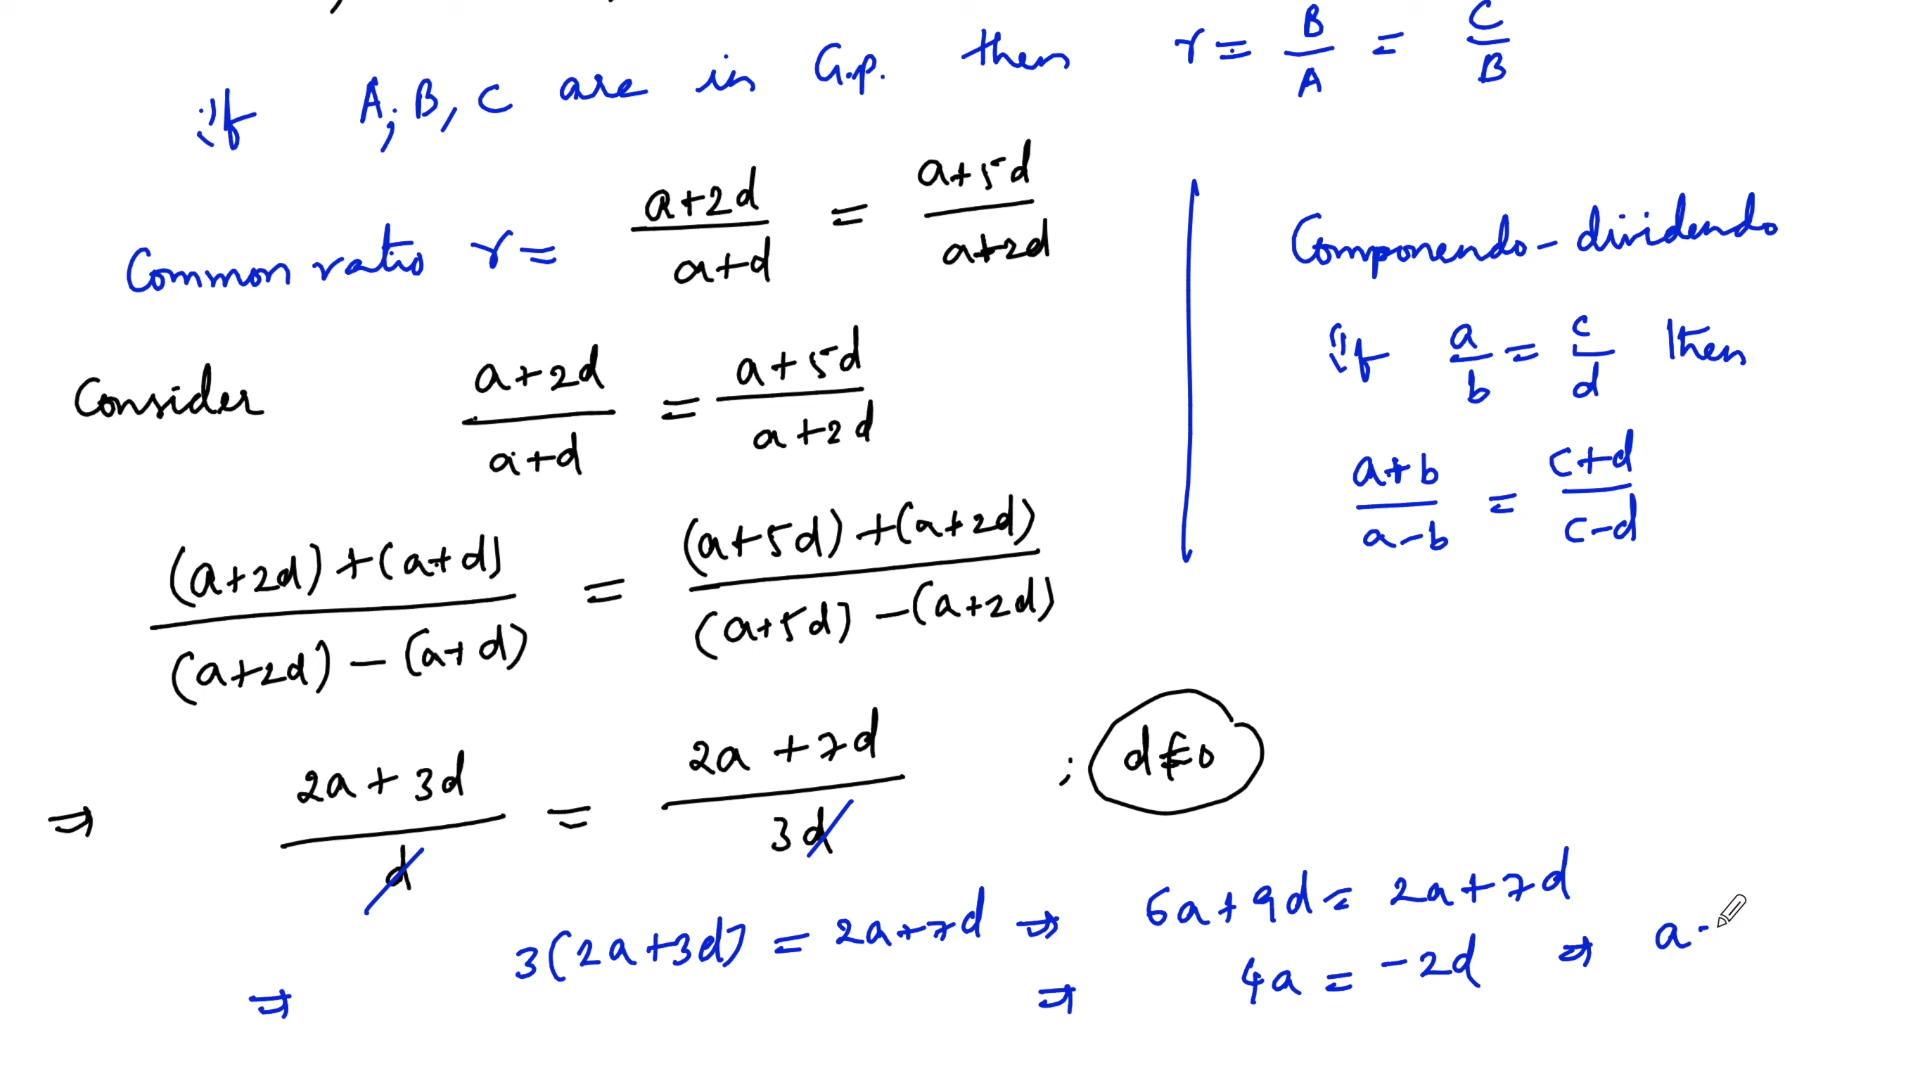 if A, B, C are in G.p. then r = B/A = C/B
Common ratio r = (a+2d)/(a+d) = (a+5d)/(a+2d)
Componendo-dividendo
if a/b = c/d then
(a+b)/(a-b) = (c+d)/(c-d)
Consider (a+2d)/(a+d) = (a+5d)/(a+2d)
((a+2d)+(a+d))/((a+2d)-(a+d)) = ((a+5d)+(a+2d))/((a+5d)-(a+2d))
⇒ (2a+3d)/d = (2a+7d)/3d ; d≠0
⇒ 3(2a+3d) = 2a+7d ⇒ 6a+9d = 2a+7d
⇒ 4a = -2d ⇒ a -